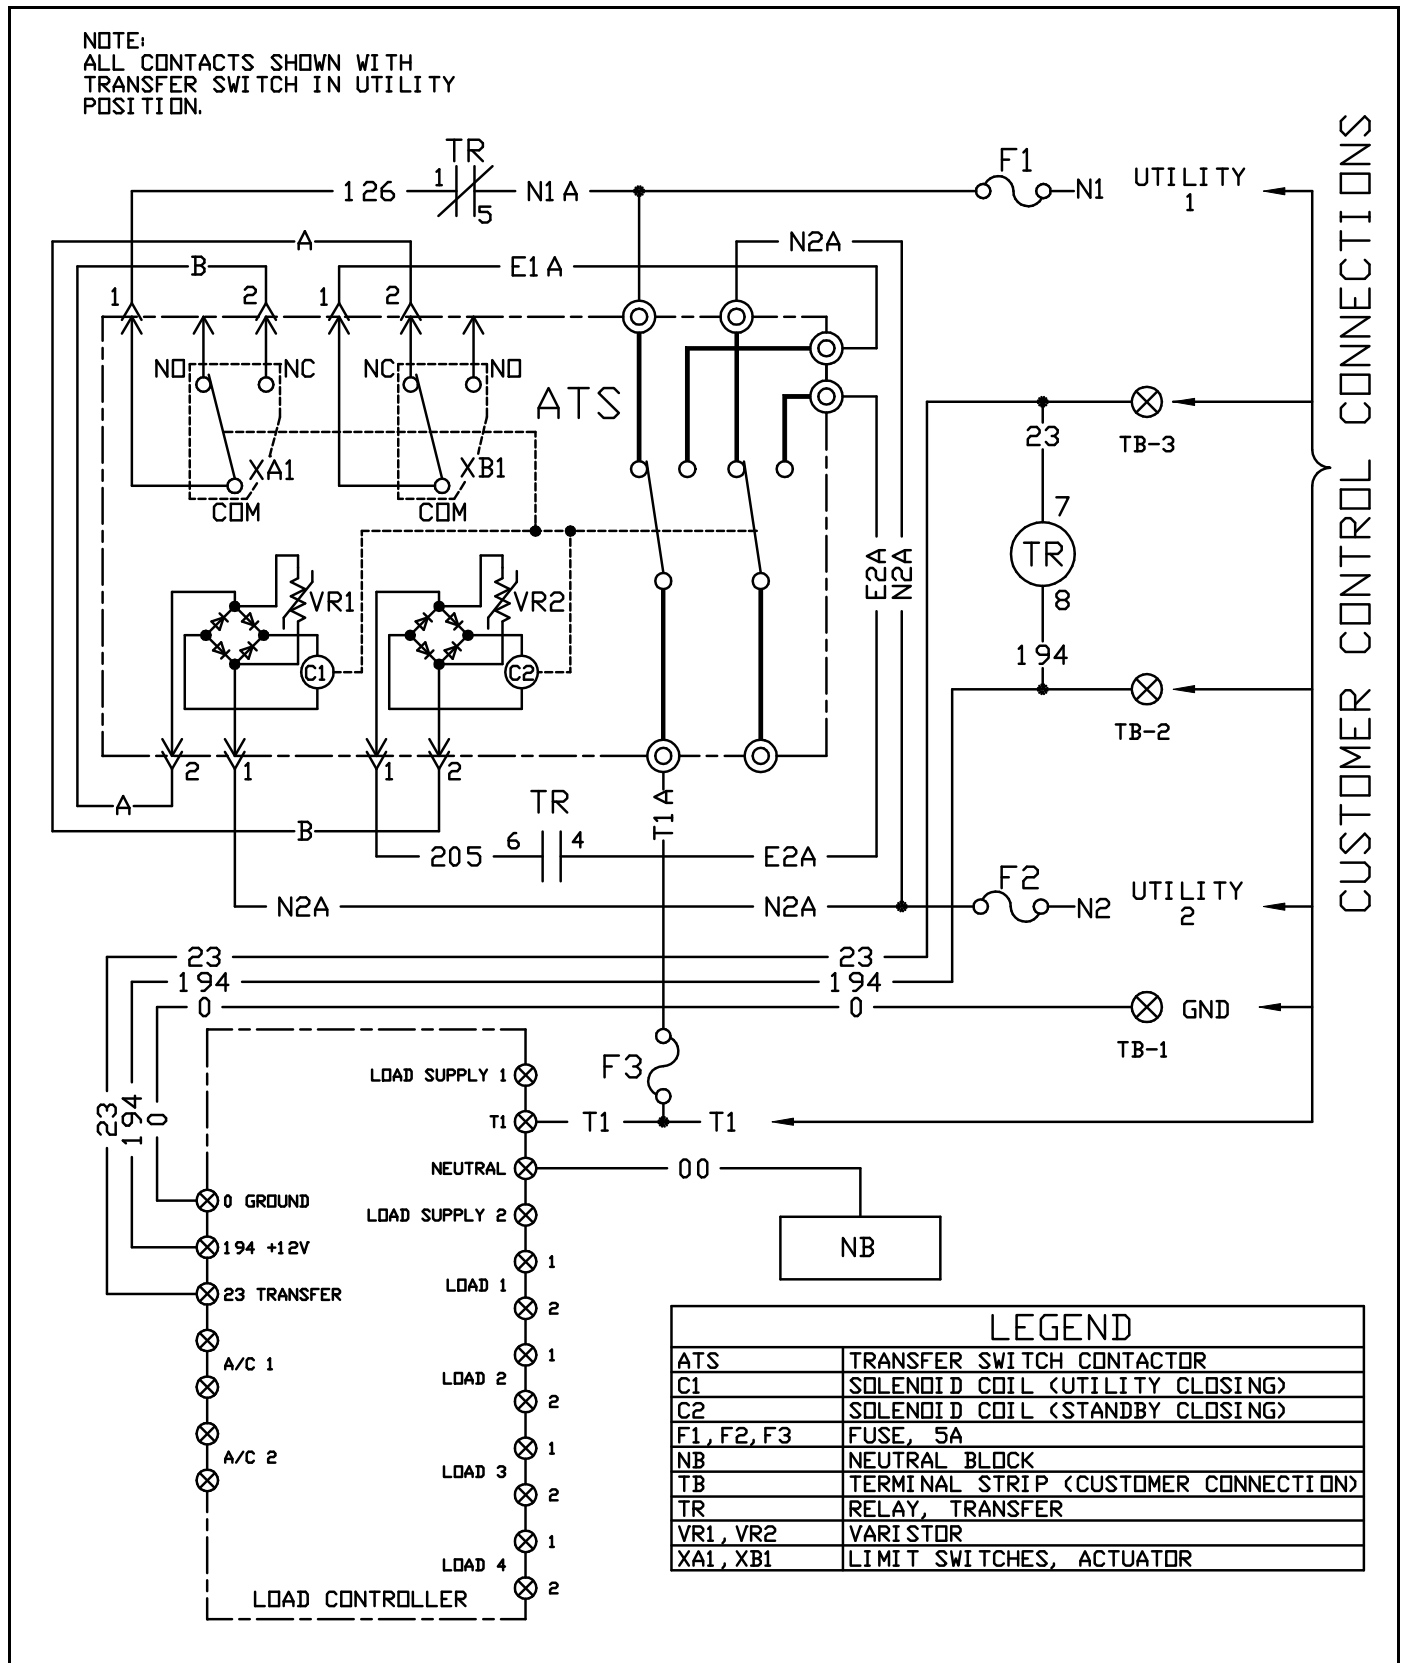 NOTE:
ALL CONTACTS SHOWN WITH
TRANSFER SWITCH IN UTILITY
POSITION.
CUSTOMER CONTROL CONNECTIONS
TR
1
5
126
N1A
F1
N1
UTILITY
1
A
N2A
B
E1A
1
2
1
2
NO
NC
NC
NO
ATS
XA1
XB1
COM
COM
23
TB-3
7
TR
8
E2A
N2A
VR1
VR2
C1
C2
194
TB-2
2
1
1
2
A
B
T1A
TR
205
6
4
E2A
F2
N2
UTILITY
2
N2A
N2A
23
23
194
194
0
0
GND
TB-1
F3
LOAD SUPPLY 1
T1
T1
T1
23
194
0
NEUTRAL
00
0 GROUND
LOAD SUPPLY 2
194 +12V
NB
1
LOAD 1
2
23 TRANSFER
A/C 1
1
LOAD 2
2
A/C 2
1
LOAD 3
2
1
LOAD 4
2
LOAD CONTROLLER
LEGEND
ATS TRANSFER SWITCH CONTACTOR
C1 SOLENOID COIL (UTILITY CLOSING)
C2 SOLENOID COIL (STANDBY CLOSING)
F1,F2,F3 FUSE, 5A
NB NEUTRAL BLOCK
TB TERMINAL STRIP (CUSTOMER CONNECTION)
TR RELAY, TRANSFER
VR1,VR2 VARISTOR
XA1,XB1 LIMIT SWITCHES, ACTUATOR